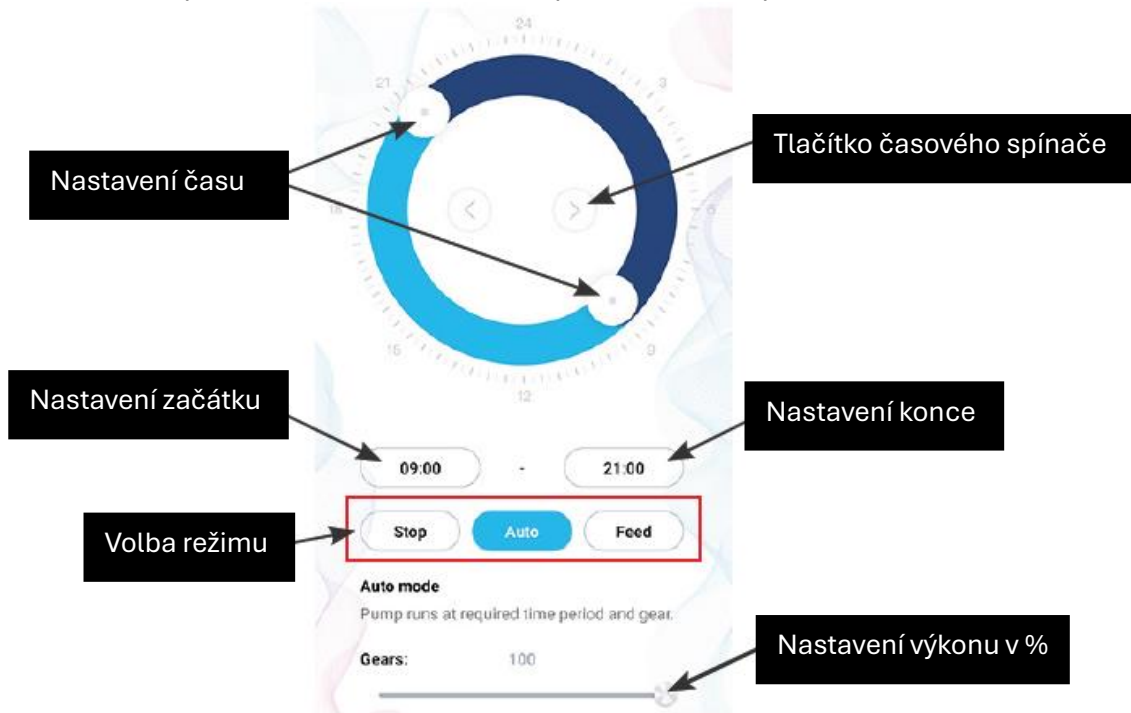 24
21
3
Tlačítko časového spínače
Nastavení času
18
6
15
9
12
Nastavení začátku
Nastavení konce
09:00 - 21:00
Volba režimu
Stop Auto Feed
Auto mode
Pump runs at required time period and gear.
Nastavení výkonu v %
Gears: 100